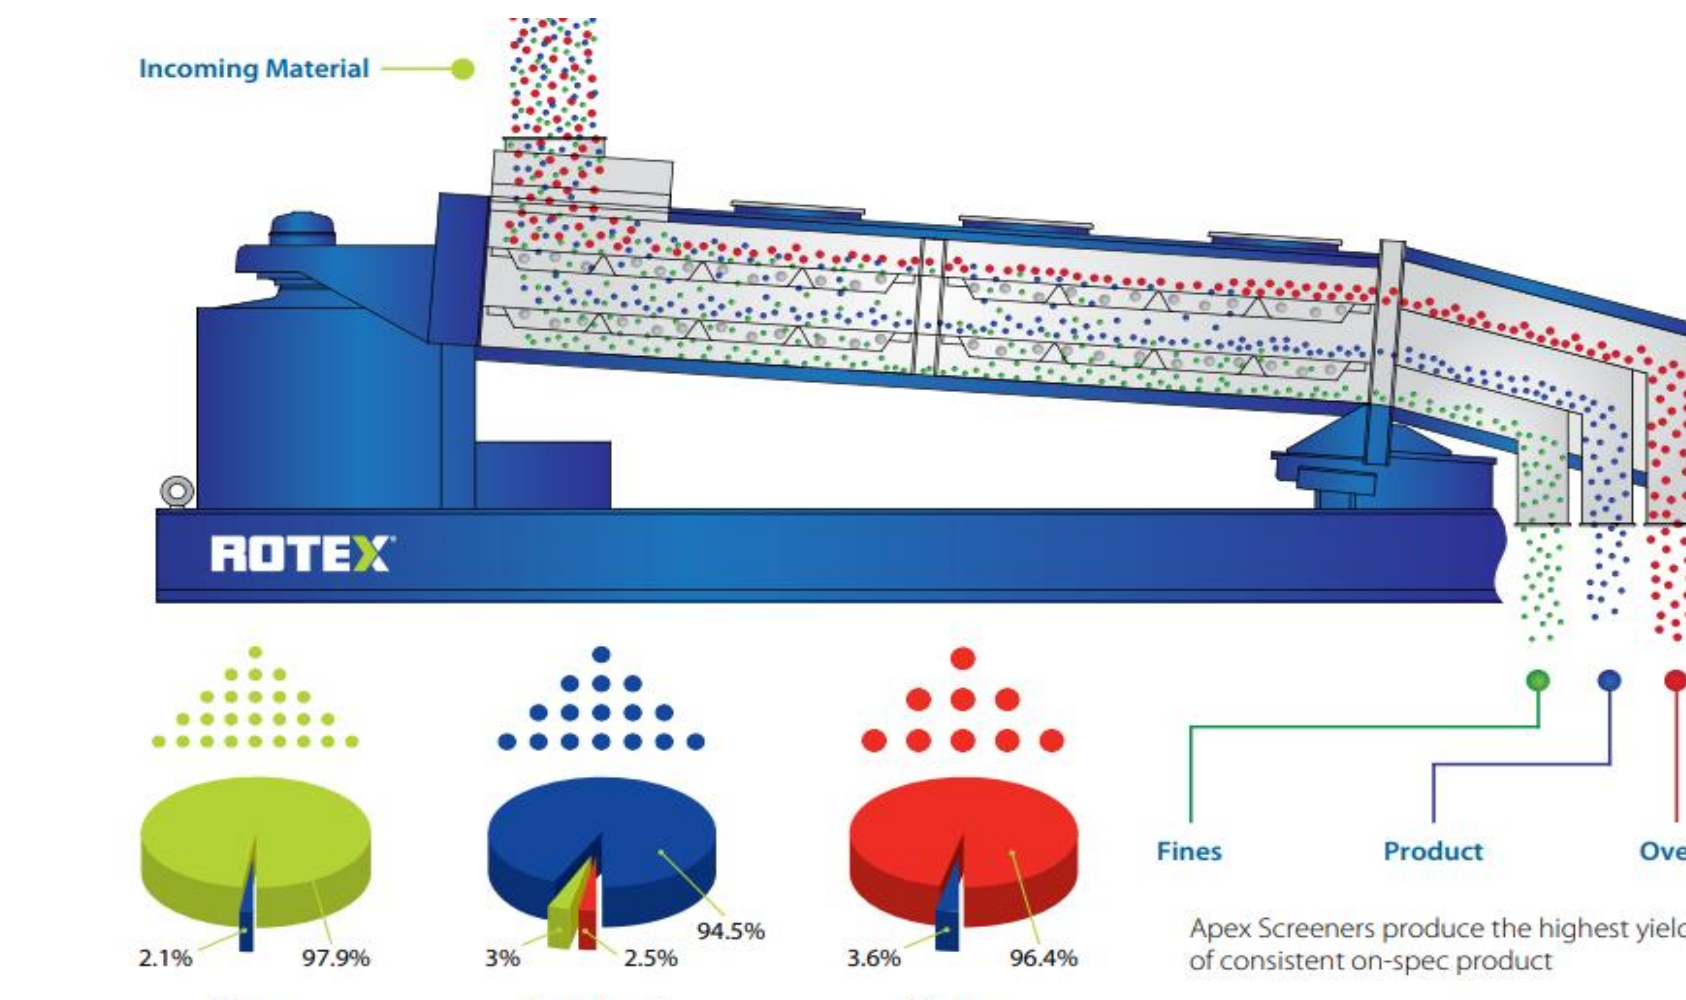 Incoming Material
ROTEX
Fines
Product
2.1%
97.9%
3%
2.5%
94.5%
3.6%
96.4%
Apex Screeners produce the highest
of consistent on-spec product